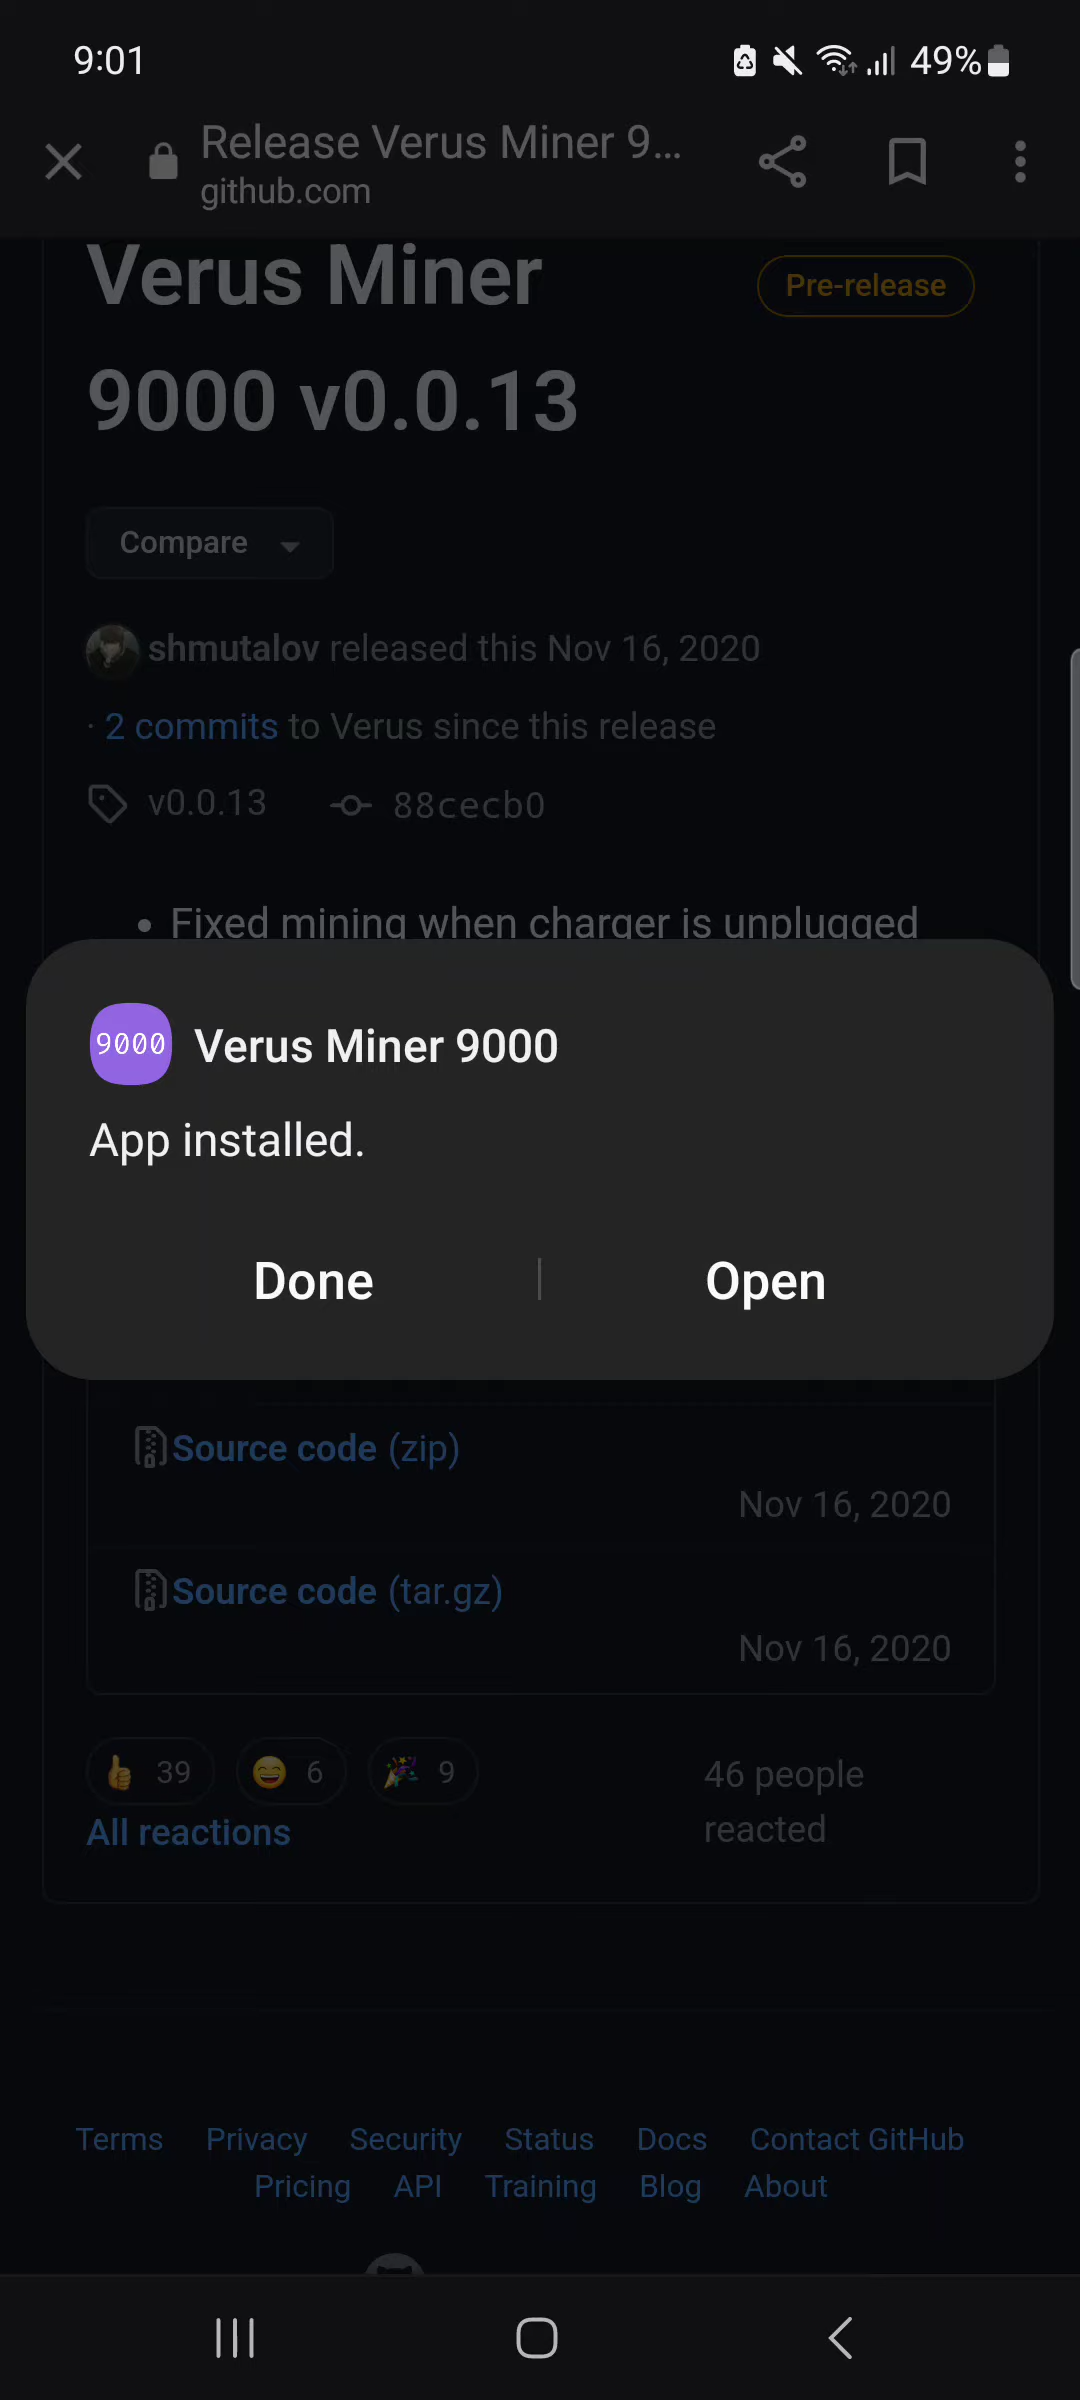 9:01
49%
Release Verus Miner 9...
github.com
Verus Miner
Pre-release
9000 v0.0.13
Compare
shmutalov released this Nov 16, 2020
· 2 commits to Verus since this release
v0.0.13 88cecb0
• Fixed mining when charger is unplugged
9000 Verus Miner 9000
App installed.
Done Open
Source code (zip)
Nov 16, 2020
Source code (tar.gz)
Nov 16, 2020
👍 39 😄 6 🎉 9
46 people
reacted
All reactions
Terms Privacy Security Status Docs Contact GitHub
Pricing API Training Blog About